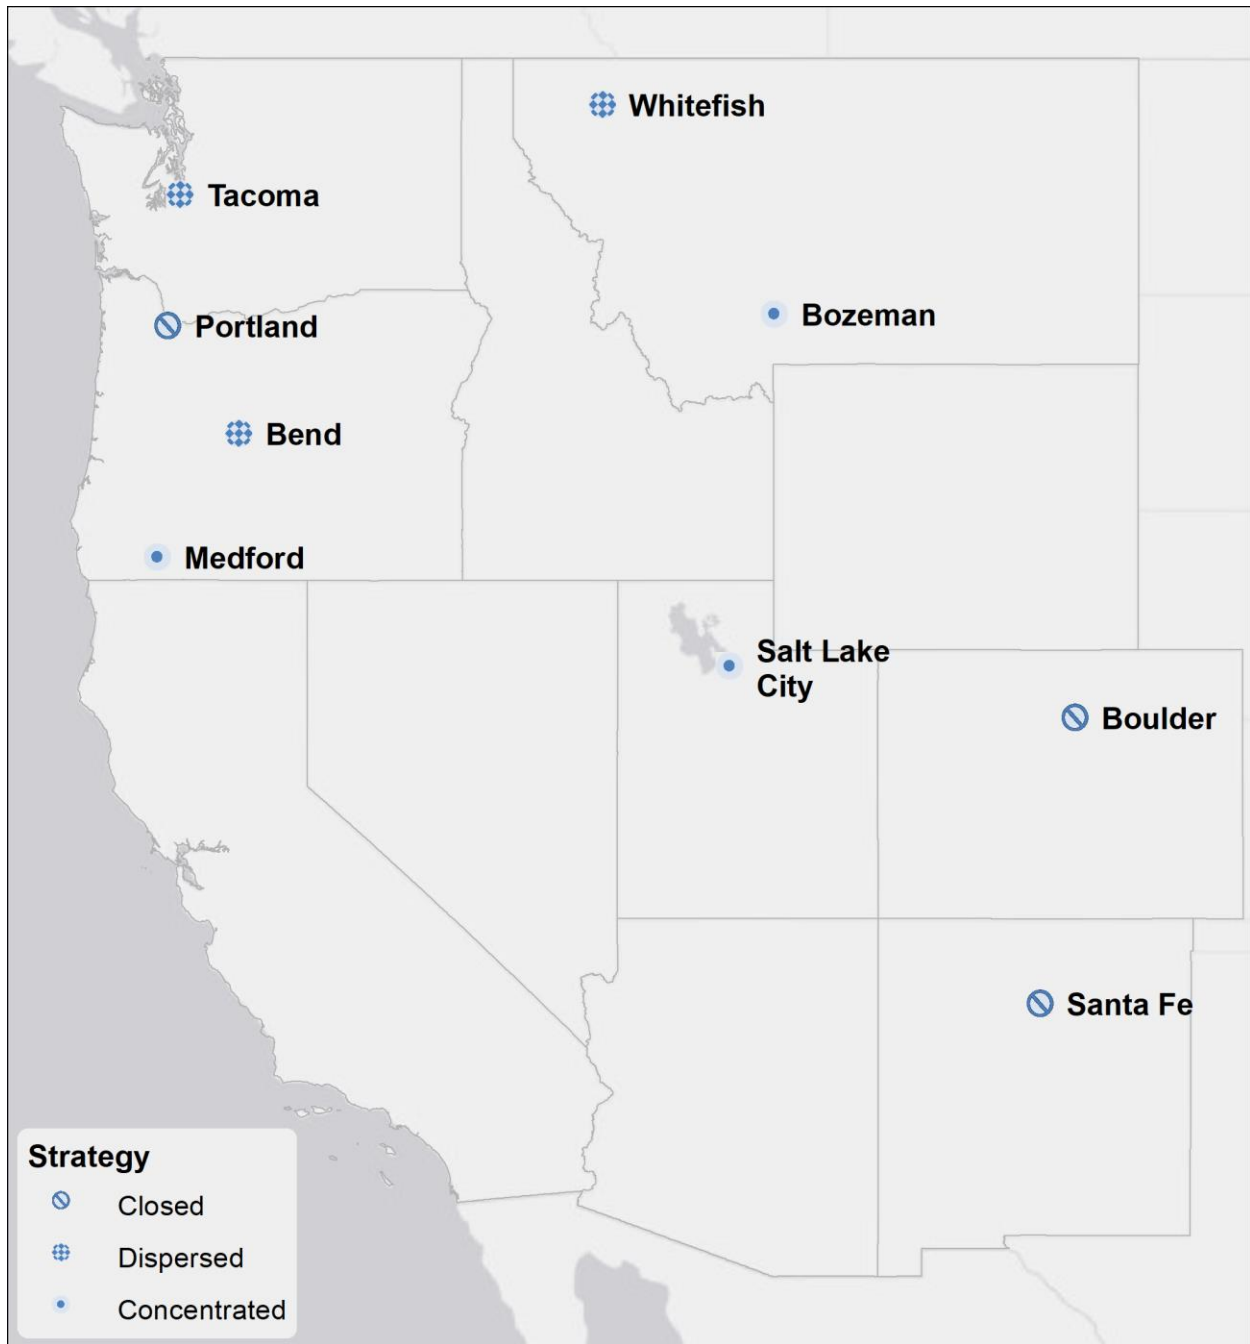 Whitefish
Tacoma
Bozeman
Portland
Bend
Medford
Salt Lake
City
Boulder
Santa Fe
Strategy
Closed
Dispersed
Concentrated